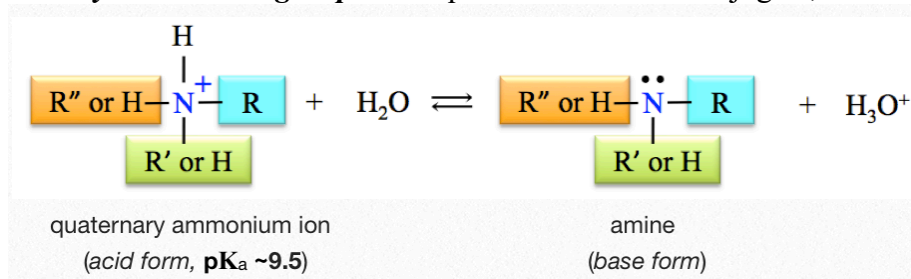 H
R″ or H–N+– R + H₂O ⇌ R″ or H–N̈– R + H₃O⁺
R′ or H R′ or H
quaternary ammonium ion amine
(acid form, pKa ~9.5) (base form)